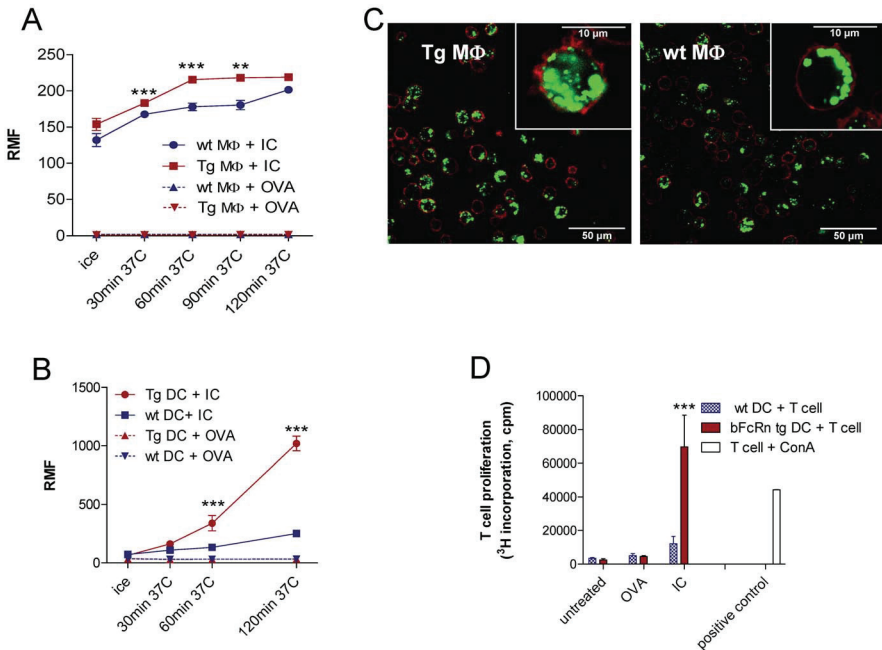 A
250
200
150
100
50
0
RMF
***
***
**
wt MΦ + IC
Tg MΦ + IC
wt MΦ + OVA
Tg MΦ + OVA
ice
30min 37C
60min 37C
90min 37C
120min 37C
C
Tg MΦ
10 μm
50 μm
wt MΦ
10 μm
50 μm
B
1500
1000
500
0
RMF
Tg DC + IC
wt DC+ IC
Tg DC + OVA
wt DC + OVA
***
***
ice
30min 37C
60min 37C
120min 37C
D
100000
80000
60000
40000
20000
0
T cell proliferation
(³H incorporation, cpm)
***
wt DC + T cell
bFcRn tg DC + T cell
T cell + ConA
untreated
OVA
IC
positive control